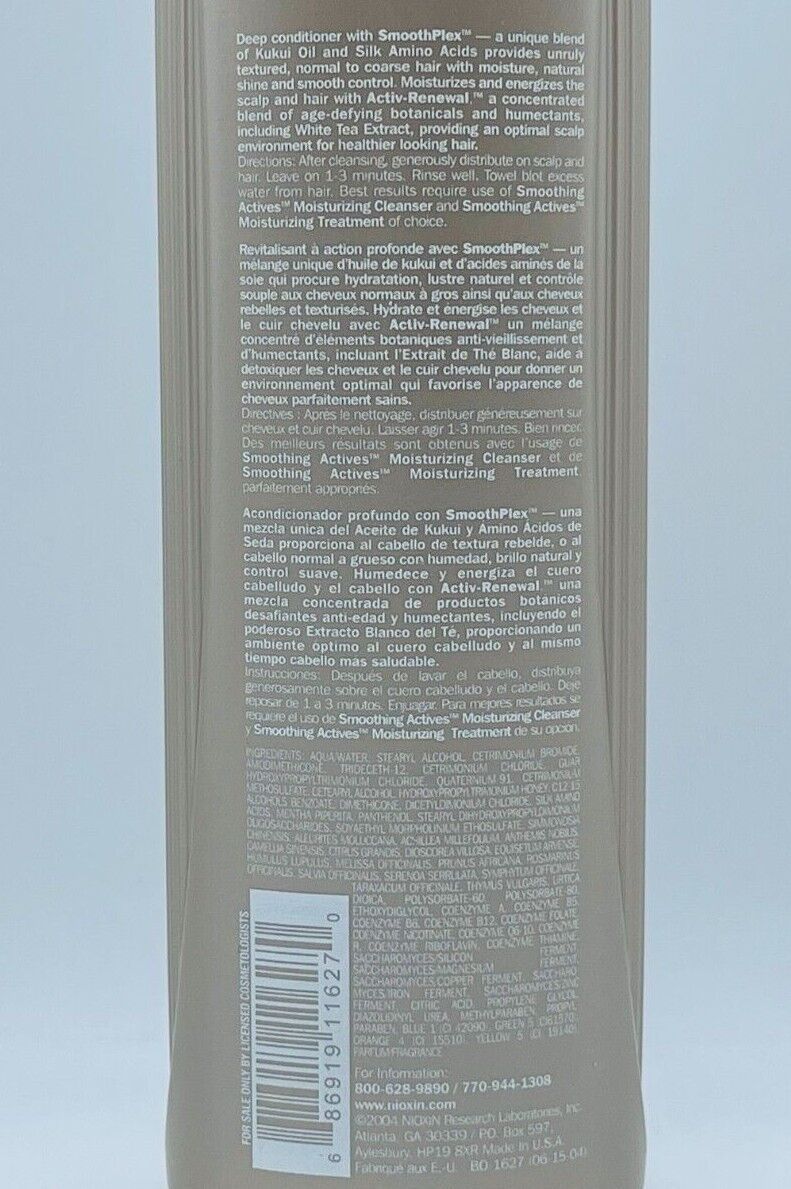 Deep conditioner with SmoothPlex™ — a unique blend
of Kukui Oil and Silk Amino Acids provides unruly
textured, normal to coarse hair with moisture, natural
shine and smooth control. Moisturizes and energizes the
scalp and hair with Activ-Renewal,™ a concentrated
blend of age-defying botanicals and humectants,
including White Tea Extract, providing an optimal scalp
environment for healthier looking hair.
Directions: After cleansing, generously distribute on scalp and
hair. Leave on 1-3 minutes. Rinse well. Towel blot excess
water from hair. Best results require use of Smoothing
Actives™ Moisturizing Cleanser and Smoothing Actives™
Moisturizing Treatment of choice.
Revitalisant à action profonde avec SmoothPlex™ — un
mélange unique d'huile de kukui et d'acides aminés de la
soie qui procure hydratation, lustre naturel et contrôle
souple aux cheveux normaux à gros ainsi qu'aux cheveux
rebelles et texturisés. Hydrate et énergise les cheveux et
le cuir chevelu avec Activ-Renewal™ un mélange
concentré d'éléments botaniques anti-vieillissement et
d'humectants, incluant l'Extrait de Thé Blanc, aide à
detoxiquer les cheveux et le cuir chevelu pour donner un
environnement optimal qui favorise l'apparence de
cheveux parfaitement sains.
Directives : Après le nettoyage, distribuer généreusement sur
cheveux et cuir chevelu. Laisser agir 1-3 minutes. Bien rincer.
Des meilleurs résultats sont obtenus avec l'usage de
Smoothing Actives™ Moisturizing Cleanser et de
Smoothing Actives™ Moisturizing Treatment
parfaitement appropriés.
Acondicionador profundo con SmoothPlex™ — una
mezcla unica del Aceite de Kukui y Amino Ácidos de
Seda proporciona al cabello de textura rebelde, o al
cabello normal a grueso con humedad, brillo natural y
control suave. Humedece y energiza el cuero
cabelludo y el cabello con Activ-Renewal,™ una
mezcla concentrada de productos botánicos
desafiantes anti-edad y humectantes, incluyendo el
poderoso Extracto Blanco del Té, proporcionando un
ambiente óptimo al cuero cabelludo y al mismo
tiempo cabello más saludable.
Instrucciones: Después de lavar el cabello, distribuya
generosamente sobre el cuero cabelludo y el cabello. Deje
reposar de 1 a 3 minutos. Enjuagar. Para mejores resultados se
requiere el uso de Smoothing Actives™ Moisturizing Cleanser
y Smoothing Actives™ Moisturizing Treatment de su opción.
INGREDIENTS: AQUA/WATER, STEARYL ALCOHOL, CETRIMONIUM BROMIDE,
AMODIMETHICONE, TRIDECETH-12, CETRIMONIUM CHLORIDE, GUAR
HYDROXYPROPYLTRIMONIUM CHLORIDE, QUATERNIUM 91, CETRIMONIUM
METHOSULFATE, CETEARYL ALCOHOL, HYDROXYPROPYLTRIMONIUM HONEY, C12-15
ALCOHOLS BENZOATE, DIMETHICONE, DICETYLDIMONIUM CHLORIDE, SILK AMINO
ACIDS, MENTHA PIPERITA, PANTHENOL, STEARYL DIHYDROXYPROPYLDIMONIUM
OLIGOSACCHARIDES, SOYAETHYL MORPHOLINIUM ETHOSULFATE, SIMMONDSIA
CHINENSIS, ALEURITES MOLUCCANA, ACHILLEA MILLEFOLIUM, ANTHEMIS NOBILIS,
CAMELLIA SINENSIS, CITRUS GRANDIS, DIOSCOREA VILLOSA, EQUISETUM ARVENSE,
HUMULUS LUPULUS, MELISSA OFFICINALIS, PRUNUS AFRICANA, ROSMARINUS
OFFICINALIS, SALVIA OFFICINALIS, SERENOA SERRULATA, SYMPHYTUM OFFICINALE,
TARAXACUM OFFICINALE, THYMUS VULGARIS, URTICA
DIOICA, POLYSORBATE-60, POLYSORBATE-80,
ETHOXYDIGLYCOL, COENZYME A, COENZYME B5,
COENZYME B6, COENZYME B12, COENZYME FOLATE,
COENZYME NICOTINATE, COENZYME Q6-10, COENZYME
R, COENZYME RIBOFLAVIN, COENZYME THIAMINE,
SACCHAROMYCES/SILICON FERMENT,
SACCHAROMYCES/MAGNESIUM FERMENT,
SACCHAROMYCES/COPPER FERMENT, SACCHARO
MYCES/IRON FERMENT, SACCHAROMYCES/ZINC
FERMENT, CITRIC ACID, PROPYLENE GLYCOL,
DIAZOLIDINYL UREA, METHYLPARABEN, PROPYL
PARABEN, BLUE 1 (CI 42090), GREEN 5 (CI61570),
ORANGE 4 (CI 15510), YELLOW 5 (CI 19140),
PARFUM/FRAGRANCE
FOR SALE ONLY BY LICENSED COSMETOLOGISTS
6 86919 11627 0
For Information:
800-628-9890 / 770-944-1308
www.nioxin.com
©2004 NIOXIN Research Laboratories, Inc.
Atlanta, GA 30339 / P.O. Box 597,
Aylesbury, HP19 8XR Made In U.S.A.
Fabriqué aux É.-U. BO 1627 (06-15.04)